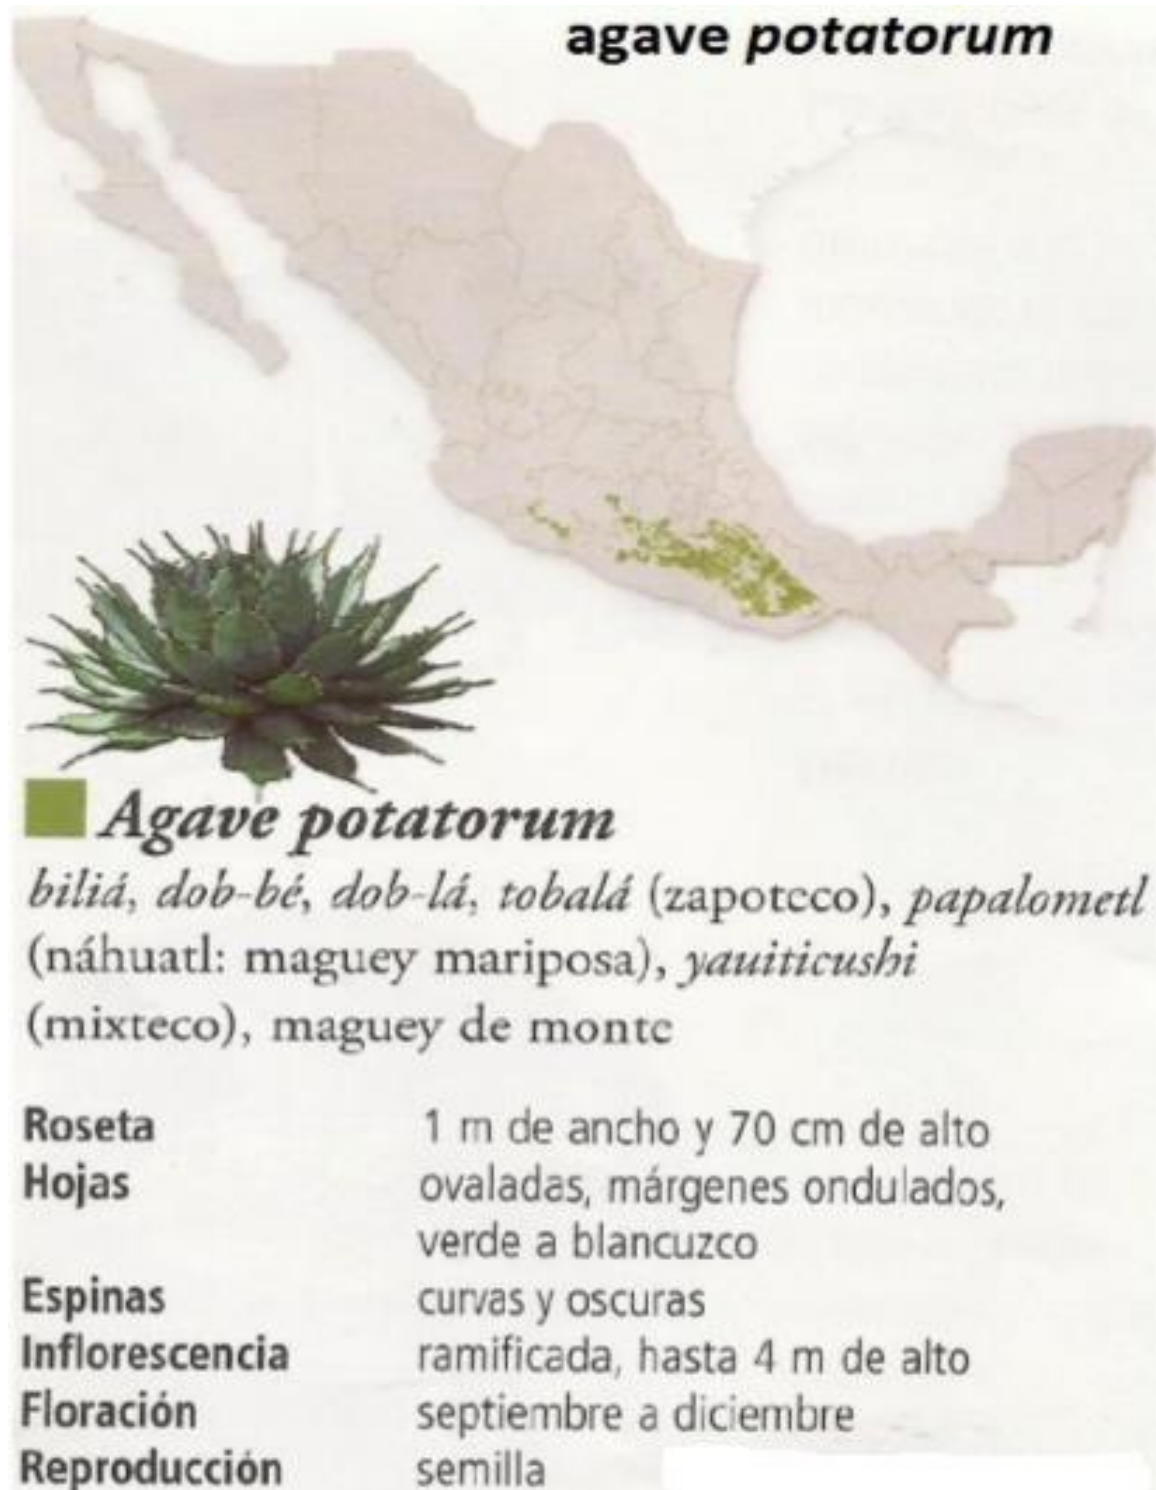 agave potatorum
Agave potatorum
biliá, dob-bé, dob-lá, tobalá (zapoteco), papalometl
(náhuatl: maguey mariposa), yauiticushi
(mixteco), maguey de monte
Roseta 1 m de ancho y 70 cm de alto
Hojas ovaladas, márgenes ondulados,
verde a blancuzco
Espinas curvas y oscuras
Inflorescencia ramificada, hasta 4 m de alto
Floración septiembre a diciembre
Reproducción semilla